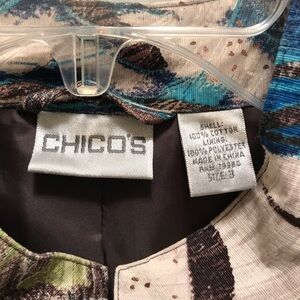 CHICO'S
SHELL:
100% COTTON
LINING:
100% POLYESTER
MADE IN CHINA
SIZE 3